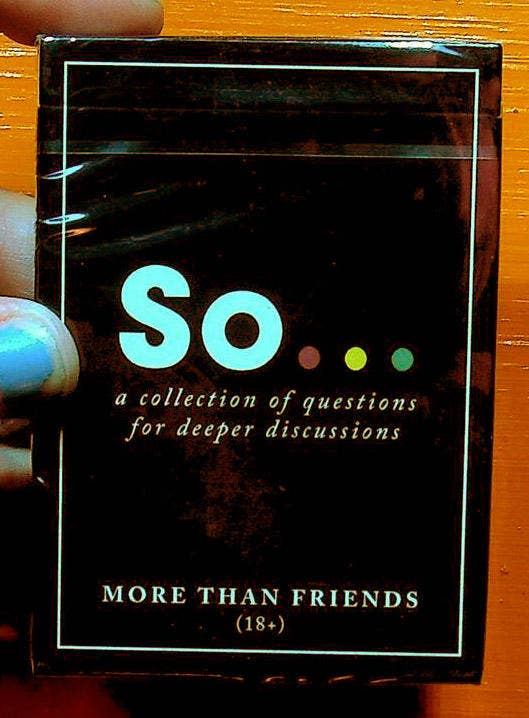 So...
a collection of questions
for deeper discussions
MORE THAN FRIENDS
(18+)